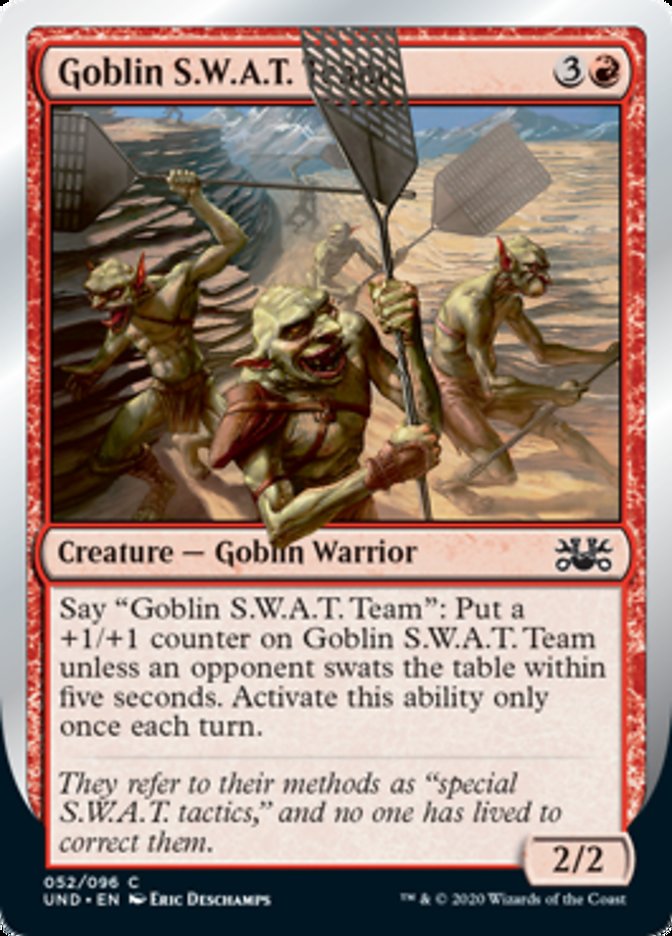 Goblin S.W.A.T. Team
3
Creature — Goblin Warrior
Say “Goblin S.W.A.T. Team”: Put a
+1/+1 counter on Goblin S.W.A.T. Team
unless an opponent swats the table within
five seconds. Activate this ability only
once each turn.
They refer to their methods as “special
S.W.A.T. tactics,” and no one has lived to
correct them.
2/2
052/096 C
UND • EN Eric Deschamps
™ & © 2020 Wizards of the Coast